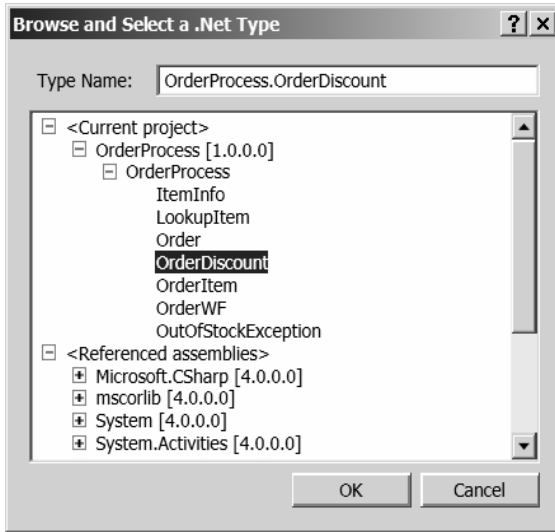 Browse and Select a .Net Type
? ×
Type Name: OrderProcess.OrderDiscount
<Current project>
OrderProcess [1.0.0.0]
OrderProcess
ItemInfo
LookupItem
Order
OrderDiscount
OrderItem
OrderWF
OutOfStockException
<Referenced assemblies>
Microsoft.CSharp [4.0.0.0]
mscorlib [4.0.0.0]
System [4.0.0.0]
System.Activities [4.0.0.0]
OK Cancel